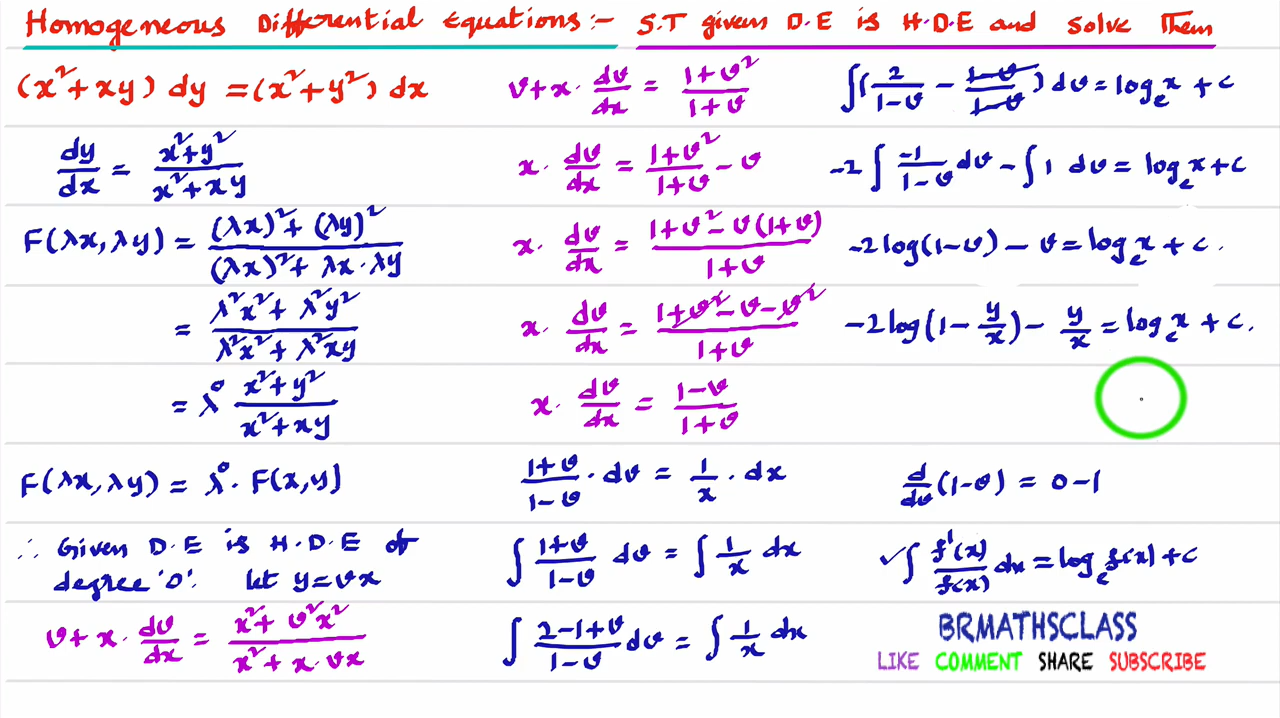 Homogeneous Differential Equations :- S.T given D.E is H.D.E and solve Them
(x²+xy) dy = (x²+y²) dx
dy/dx = (x²+y²)/(x²+xy)
F(λx, λy) = ((λx)²+(λy)²)/((λx)²+λx·λy)
= (λ²x²+λ²y²)/(λ²x²+λ²xy)
= λ⁰ (x²+y²)/(x²+xy)
F(λx, λy) = λ⁰· F(x,y)
∴ Given D.E is H.D.E of
degree '0'. let y=vx
v+x·dv/dx = (x²+v²x²)/(x²+x·vx)
v+x·dv/dx = (1+v²)/(1+v)
x·dv/dx = (1+v²)/(1+v) - v
x·dv/dx = (1+v²-v(1+v))/(1+v)
x·dv/dx = (1+v²-v-v²)/(1+v)
x·dv/dx = (1-v)/(1+v)
(1+v)/(1-v)·dv = 1/x·dx
∫(1+v)/(1-v) dv = ∫1/x dx
∫(2-1+v)/(1-v) dv = ∫1/x dx
∫(2/(1-v) - (1-v)/(1-v)) dv = logₑx + c
-2∫-1/(1-v) dv - ∫1 dv = logₑx + c
-2log(1-v) - v = logₑx + c.
-2log(1-y/x) - y/x = logₑx + c.
d/dv (1-v) = 0-1
✓∫f'(x)/f(x) dx = logₑf(x) + c
BRMATHSCLASS
LIKE COMMENT SHARE SUBSCRIBE